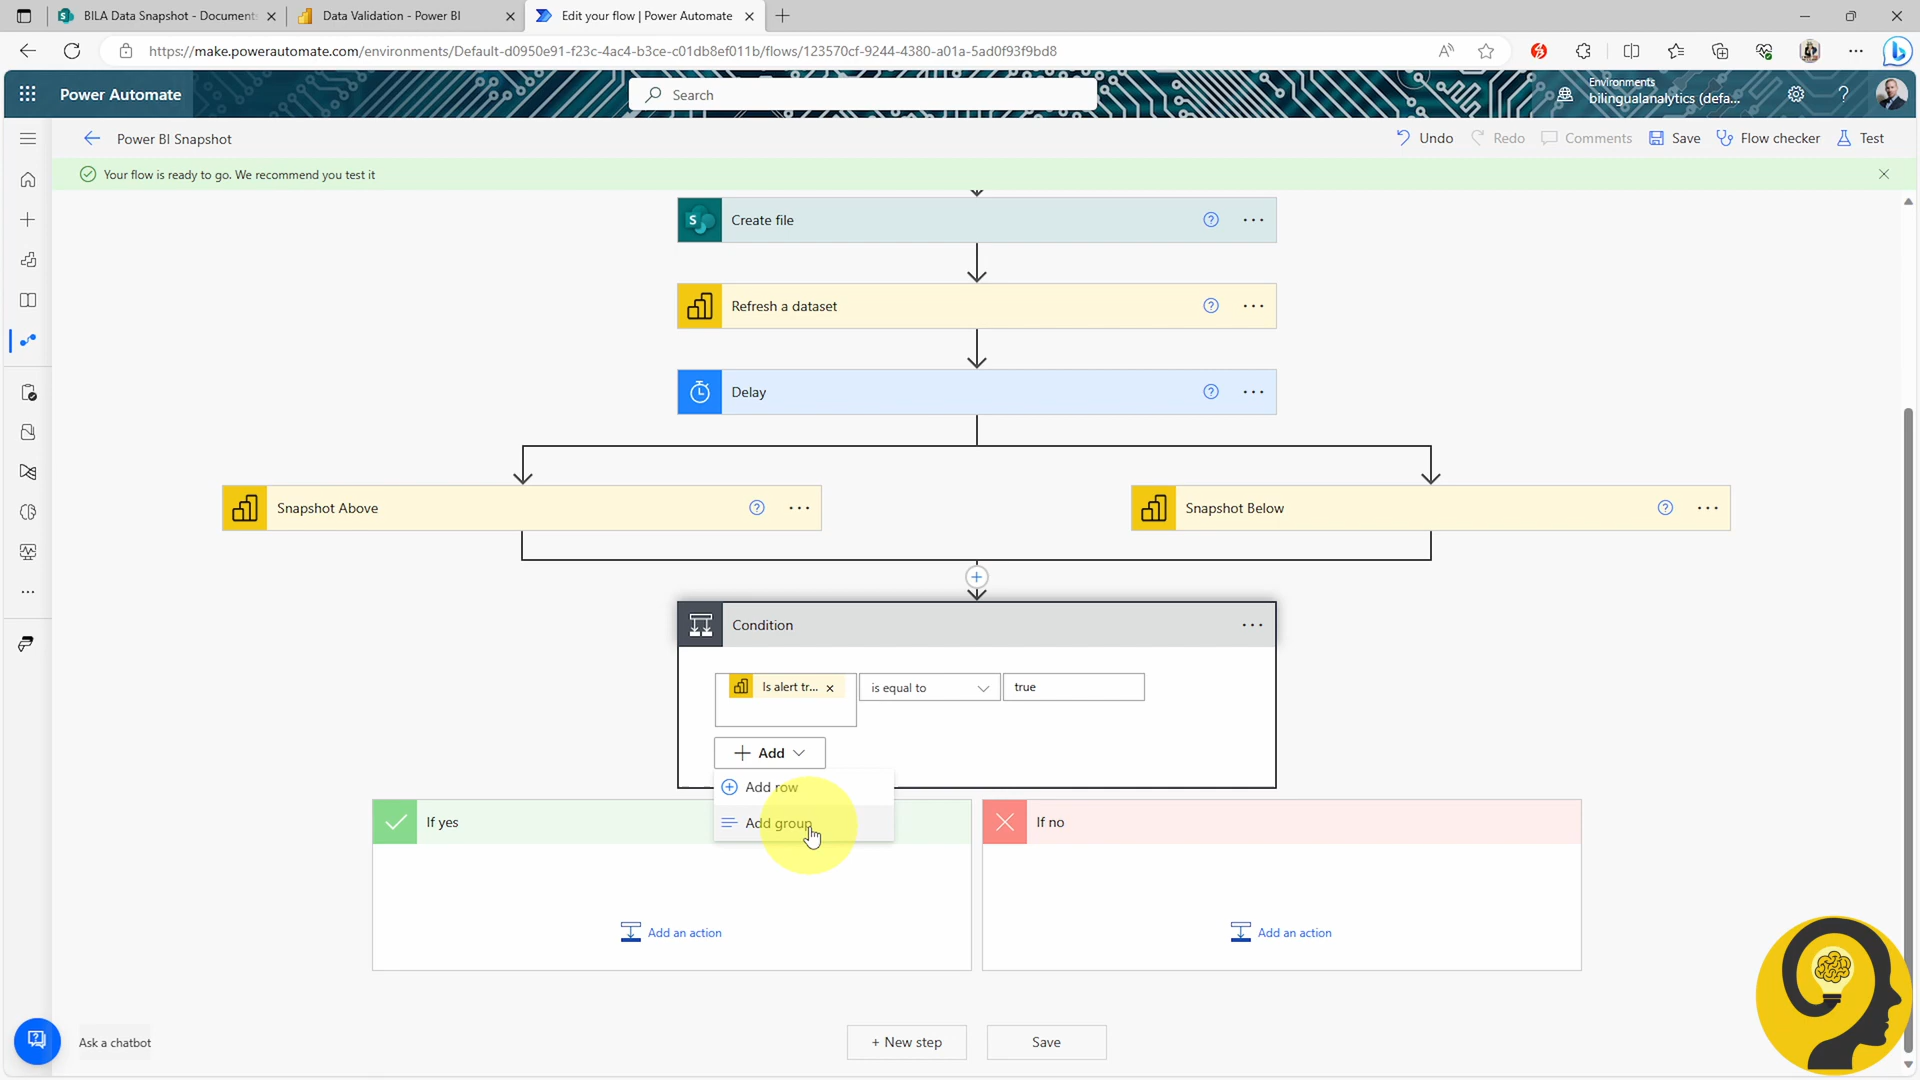 BILA Data Snapshot - Document
Data Validation - Power BI
Edit your flow | Power Automate
https://make.powerautomate.com/environments/Default-d0950e91-f23c-4ac4-b3ce-c01db8ef011b/flows/123570cf-9244-4380-a01a-5ad0f93f9bd8
Power Automate
Search
Environments
bilingualanalytics (defa...
Power BI Snapshot
Undo
Redo
Comments
Save
Flow checker
Test
Your flow is ready to go. We recommend you test it
Create file
Refresh a dataset
Delay
Snapshot Above
Snapshot Below
Condition
Is alert tr...
is equal to
true
Add
Add row
Add group
If yes
If no
Add an action
Add an action
Ask a chatbot
+ New step
Save